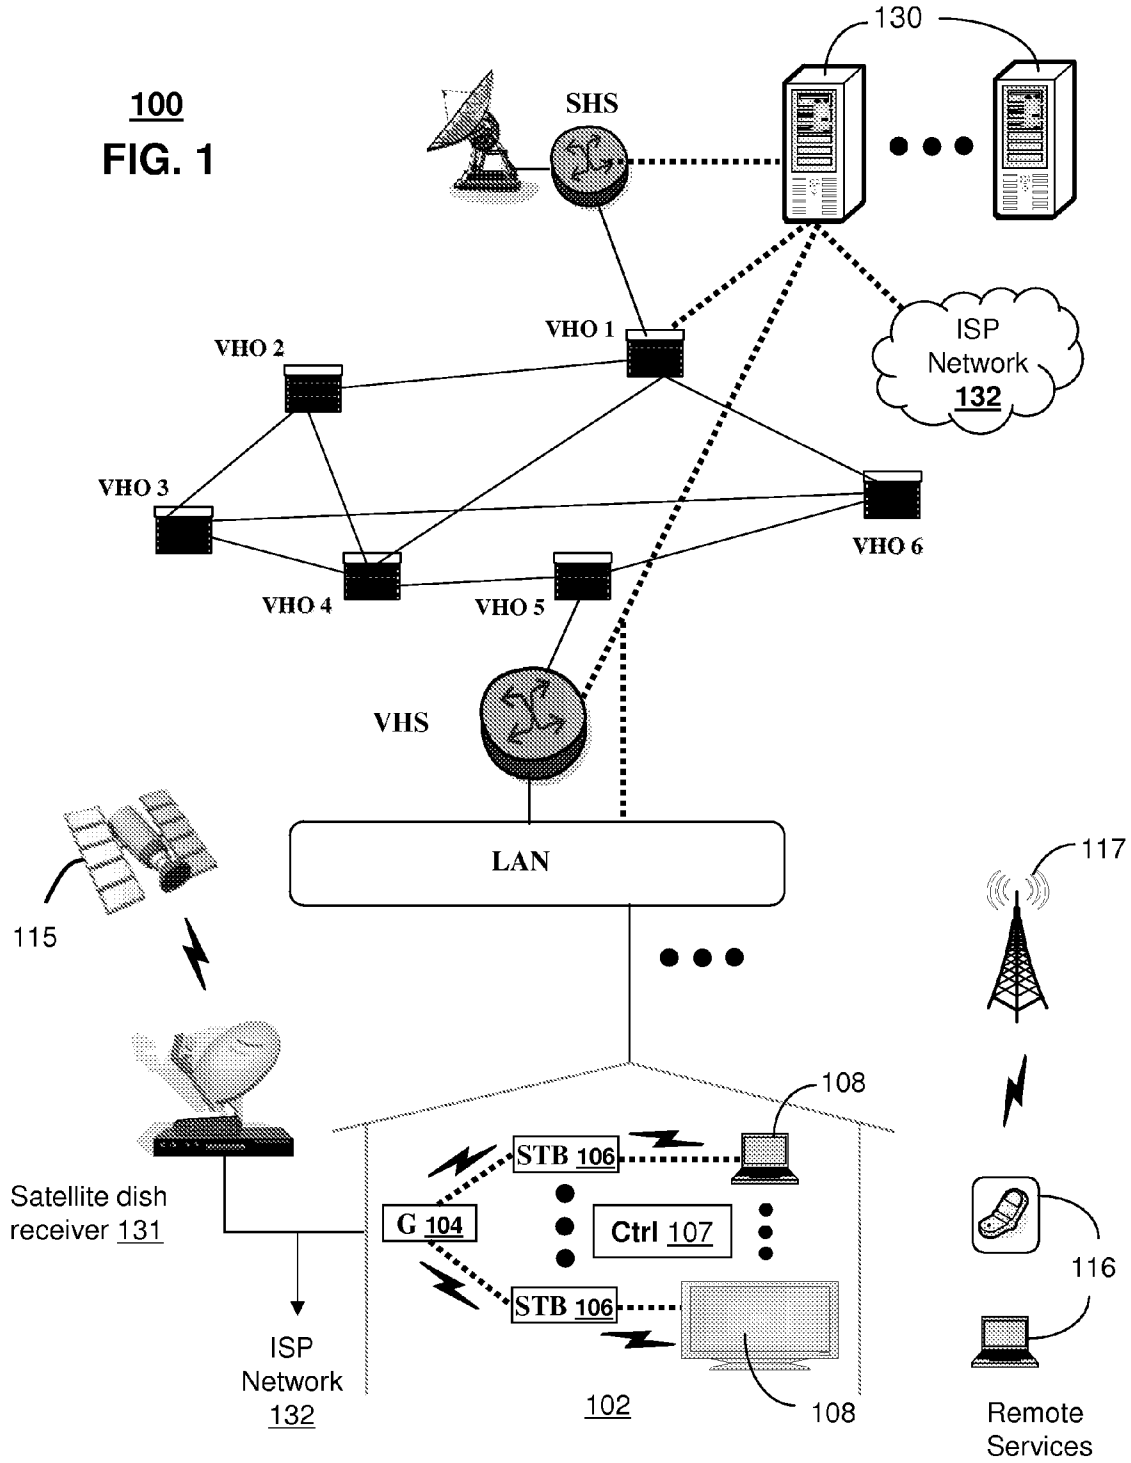 130
100
FIG. 1
SHS
ISP
Network
132
VHO 1
VHO 2
VHO 3
VHO 6
VHO 4
VHO 5
VHS
LAN
117
115
108
STB 106
Satellite dish
receiver 131
G 104
Ctrl 107
116
STB 106
ISP
Network
132
102
108
Remote
Services